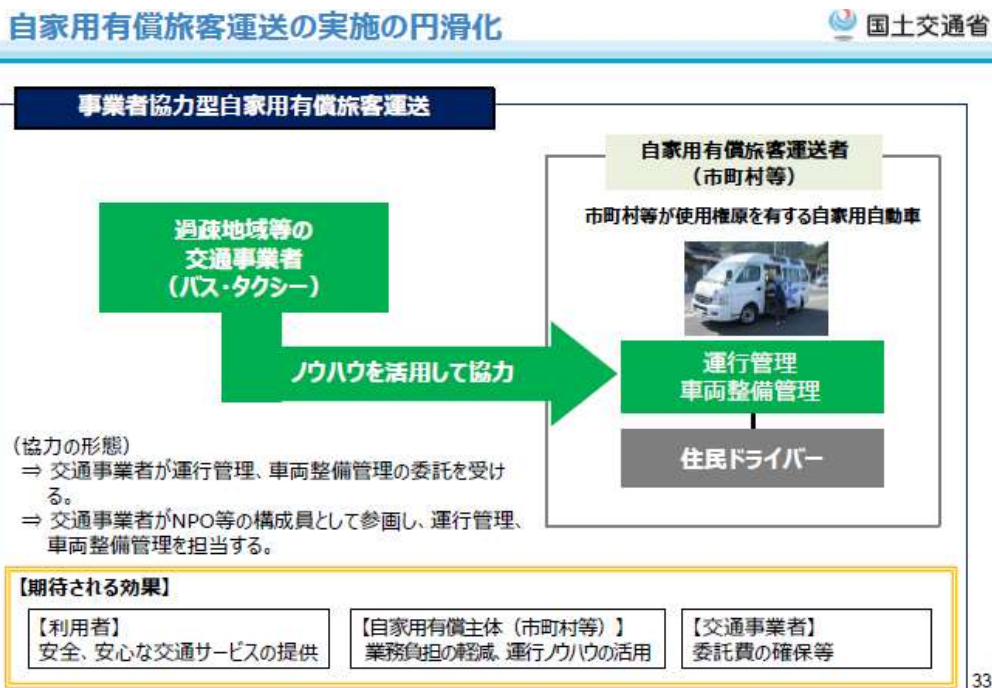 自家用有償旅客運送の実施の円滑化
国土交通省
事業者協力型自家用有償旅客運送
自家用有償旅客運送者
（市町村等）
市町村等が使用権原を有する自家用自動車
過疎地域等の
交通事業者
（バス・タクシー）
ノウハウを活用して協力
運行管理
車両整備管理
住民ドライバー
（協力の形態）
⇒ 交通事業者が運行管理、車両整備管理の委託を受け
る。
⇒ 交通事業者がNPO等の構成員として参画し、運行管理、
車両整備管理を担当する。
【期待される効果】
【利用者】
安全、安心な交通サービスの提供
【自家用有償主体（市町村等）】
業務負担の軽減、運行ノウハウの活用
【交通事業者】
委託費の確保等
33